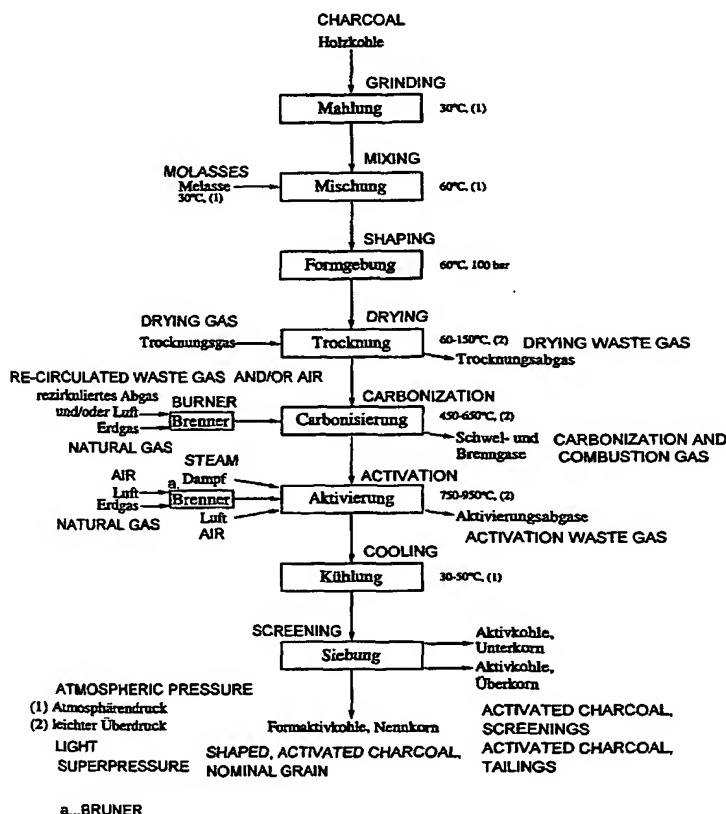 CHARCOAL
Holzkohle
GRINDING
Mahlung
30°C, (1)
MIXING
MOLASSES
Melasse
30°C, (1)
Mischung
60°C, (1)
SHAPING
Formgebung
60°C, 100 bar
DRYING
DRYING GAS
Trocknungsgas
Trocknung
60-150°C, (2)
DRYING WASTE GAS
Trocknungsabgas
RE-CIRCULATED WASTE GAS AND/OR AIR
rezirkuliertes Abgas
und/oder Luft
Erdgas
NATURAL GAS
BURNER
Brenner
CARBONIZATION
Carbonisierung
450-650°C, (2)
Schwel- und
Brenngase
CARBONIZATION AND
COMBUSTION GAS
STEAM
Dampf
AIR
Luft
Erdgas
NATURAL GAS
a.
Brenner
Luft
AIR
ACTIVATION
Aktivierung
750-950°C, (2)
Aktivierungsabgase
ACTIVATION WASTE GAS
COOLING
Kühlung
30-50°C, (1)
SCREENING
Siebung
Aktivkohle,
Unterkorn
Aktivkohle,
Überkorn
ATMOSPHERIC PRESSURE
(1) Atmosphärendruck
(2) leichter Überdruck
LIGHT
SUPERPRESSURE
Formaktivkohle, Nennkorn
SHAPED, ACTIVATED CHARCOAL,
NOMINAL GRAIN
ACTIVATED CHARCOAL,
SCREENINGS
ACTIVATED CHARCOAL,
TAILINGS
a...BRUNER